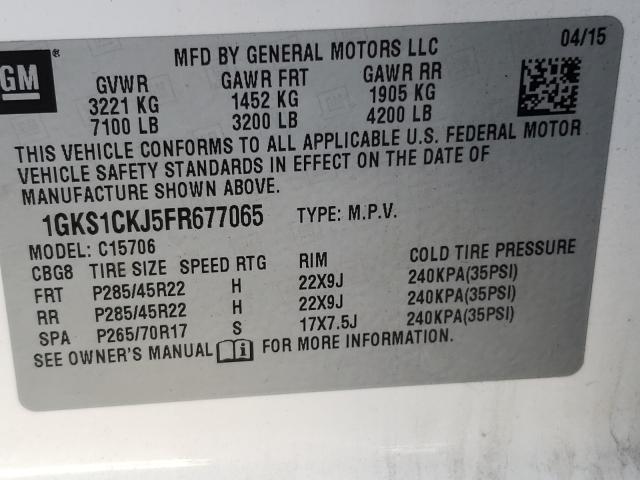 GM ®
MFD BY GENERAL MOTORS LLC 04/15
GVWR GAWR FRT GAWR RR
3221 KG 1452 KG 1905 KG
7100 LB 3200 LB 4200 LB
THIS VEHICLE CONFORMS TO ALL APPLICABLE U.S. FEDERAL MOTOR
VEHICLE SAFETY STANDARDS IN EFFECT ON THE DATE OF
MANUFACTURE SHOWN ABOVE.
1GKS1CKJ5FR677065 TYPE: M.P.V.
MODEL: C15706
CBG8 TIRE SIZE SPEED RTG RIM COLD TIRE PRESSURE
FRT P285/45R22 H 22X9J 240KPA(35PSI)
RR P285/45R22 H 22X9J 240KPA(35PSI)
SPA P265/70R17 S 17X7.5J 240KPA(35PSI)
SEE OWNER'S MANUAL i FOR MORE INFORMATION.